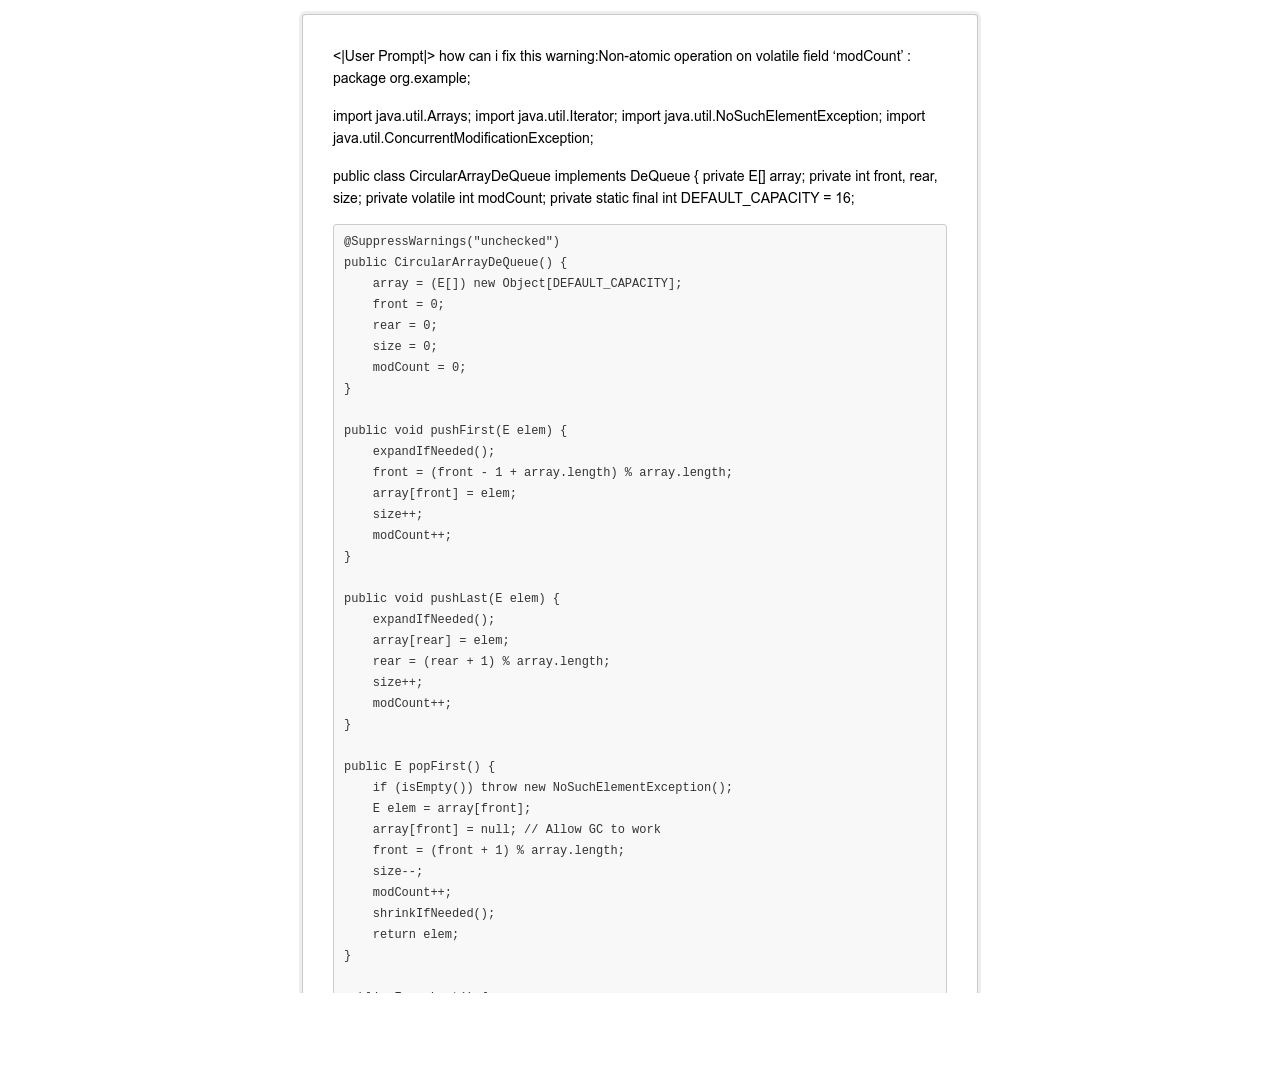 <|User Prompt|> how can i fix this warning:Non-atomic operation on volatile field ‘modCount’ :
package org.example;
import java.util.Arrays; import java.util.Iterator; import java.util.NoSuchElementException; import
java.util.ConcurrentModificationException;
public class CircularArrayDeQueue implements DeQueue { private E[] array; private int front, rear,
size; private volatile int modCount; private static final int DEFAULT_CAPACITY = 16;
@SuppressWarnings("unchecked")
public CircularArrayDeQueue() {
    array = (E[]) new Object[DEFAULT_CAPACITY];
    front = 0;
    rear = 0;
    size = 0;
    modCount = 0;
}
public void pushFirst(E elem) {
    expandIfNeeded();
    front = (front - 1 + array.length) % array.length;
    array[front] = elem;
    size++;
    modCount++;
}
public void pushLast(E elem) {
    expandIfNeeded();
    array[rear] = elem;
    rear = (rear + 1) % array.length;
    size++;
    modCount++;
}
public E popFirst() {
    if (isEmpty()) throw new NoSuchElementException();
    E elem = array[front];
    array[front] = null; // Allow GC to work
    front = (front + 1) % array.length;
    size--;
    modCount++;
    shrinkIfNeeded();
    return elem;
}